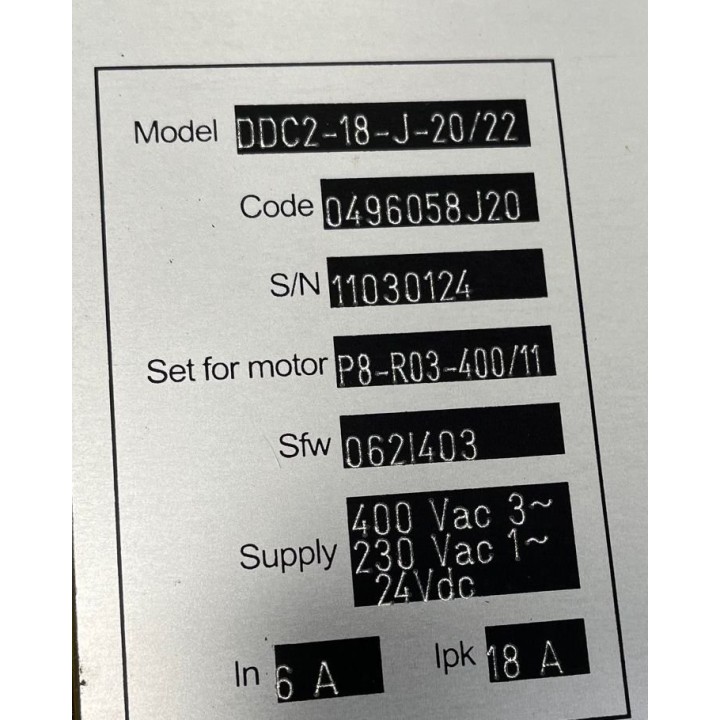 Model DDC2-18-J-20/22
Code 0496058J20
S/N 11030124
Set for motor P8-R03-400/11
Sfw 062I403
Supply 400 Vac 3~
230 Vac 1~
24Vdc
In 6 A Ipk 18 A